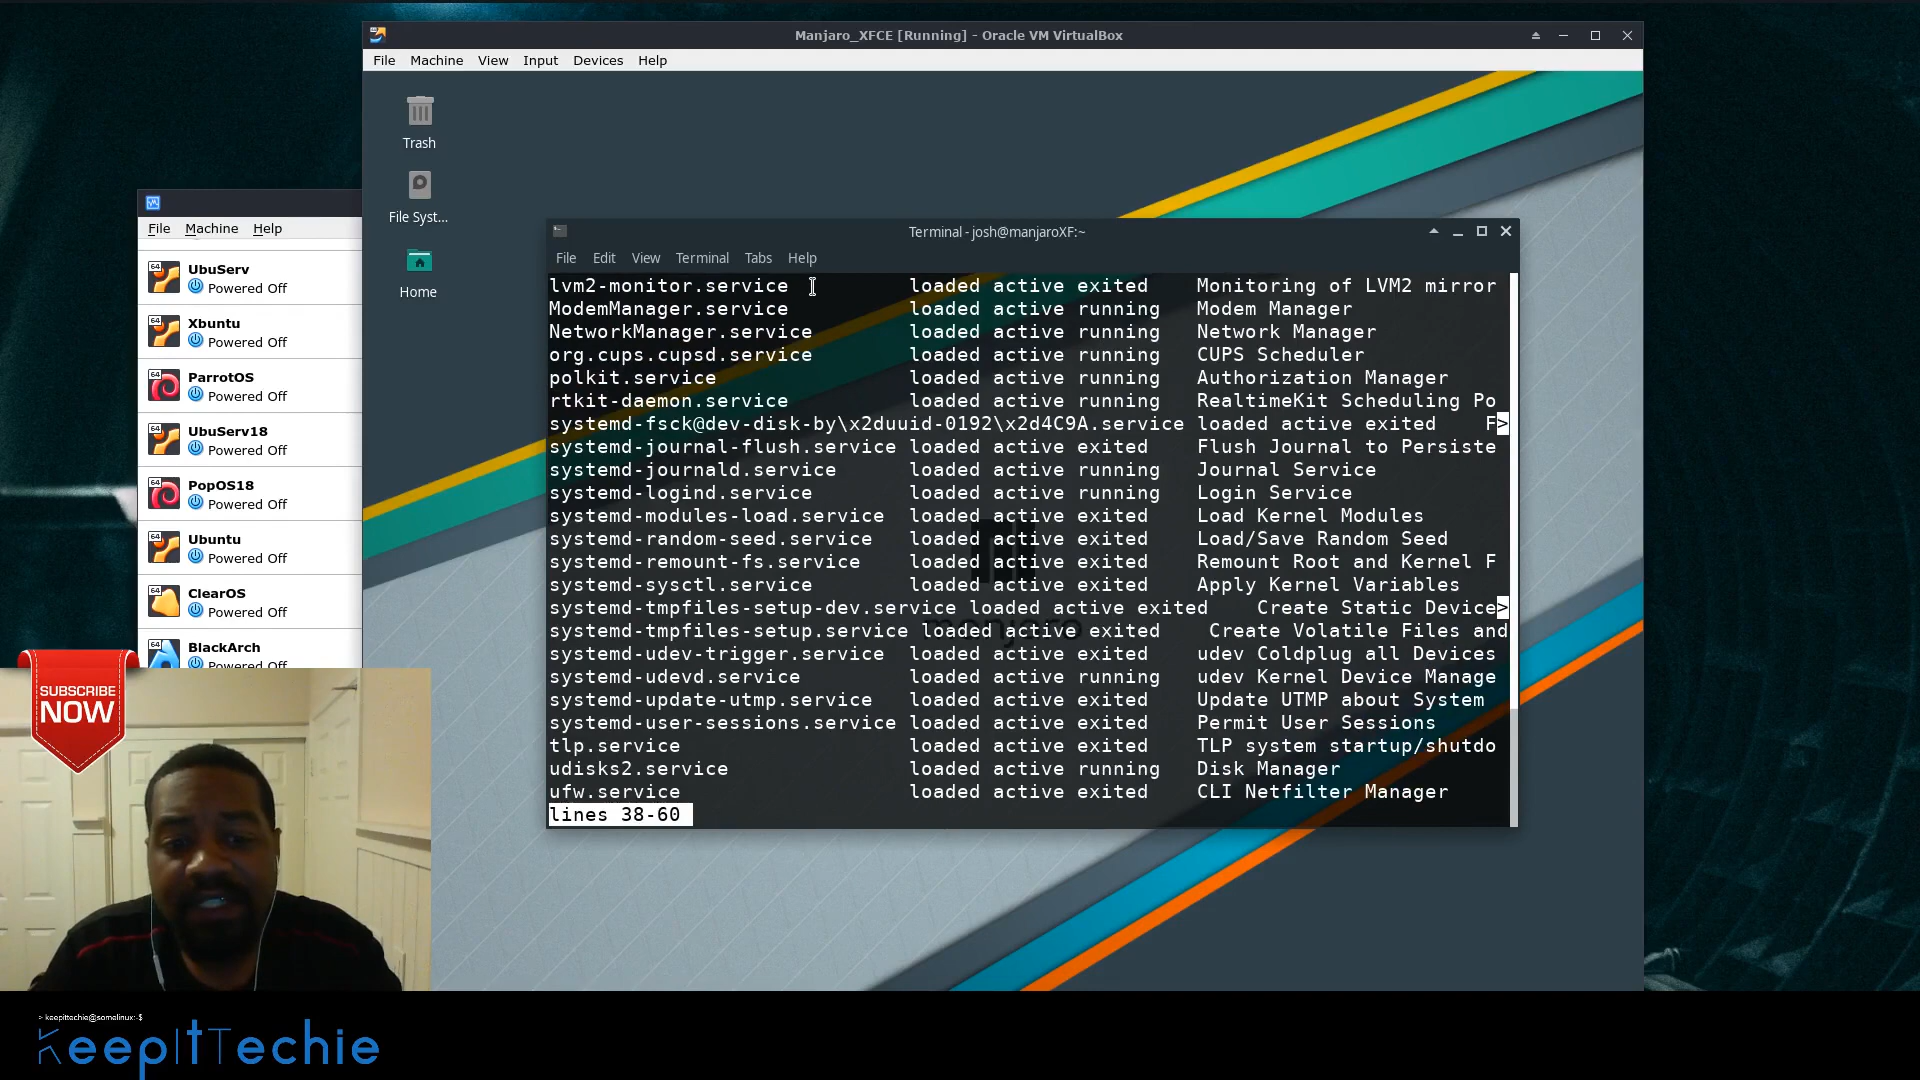 Manjaro_XFCE [Running] - Oracle VM VirtualBox
File Machine View Input Devices Help
Trash
File Syst...
Home
File Machine Help
64 UbuServ
Powered Off
64 Xbuntu
Powered Off
64 ParrotOS
Powered Off
64 UbuServ18
Powered Off
64 PopOS18
Powered Off
64 Ubuntu
Powered Off
64 ClearOS
Powered Off
64 BlackArch
Powered Off
Terminal - josh@manjaroXF:~
File Edit View Terminal Tabs Help
lvm2-monitor.service loaded active exited Monitoring of LVM2 mirror
ModemManager.service loaded active running Modem Manager
NetworkManager.service loaded active running Network Manager
org.cups.cupsd.service loaded active running CUPS Scheduler
polkit.service loaded active running Authorization Manager
rtkit-daemon.service loaded active running RealtimeKit Scheduling Po
systemd-fsck@dev-disk-by\x2duuid-0192\x2d4C9A.service loaded active exited F>
systemd-journal-flush.service loaded active exited Flush Journal to Persiste
systemd-journald.service loaded active running Journal Service
systemd-logind.service loaded active running Login Service
systemd-modules-load.service loaded active exited Load Kernel Modules
systemd-random-seed.service loaded active exited Load/Save Random Seed
systemd-remount-fs.service loaded active exited Remount Root and Kernel F
systemd-sysctl.service loaded active exited Apply Kernel Variables
systemd-tmpfiles-setup-dev.service loaded active exited Create Static Device>
systemd-tmpfiles-setup.service loaded active exited Create Volatile Files and
systemd-udev-trigger.service loaded active exited udev Coldplug all Devices
systemd-udevd.service loaded active running udev Kernel Device Manage
systemd-update-utmp.service loaded active exited Update UTMP about System
systemd-user-sessions.service loaded active exited Permit User Sessions
tlp.service loaded active exited TLP system startup/shutdo
udisks2.service loaded active running Disk Manager
ufw.service loaded active exited CLI Netfilter Manager
lines 38-60
manjaro
SUBSCRIBE
NOW
> keepittechie@somelinux:-$
KeepItTechie